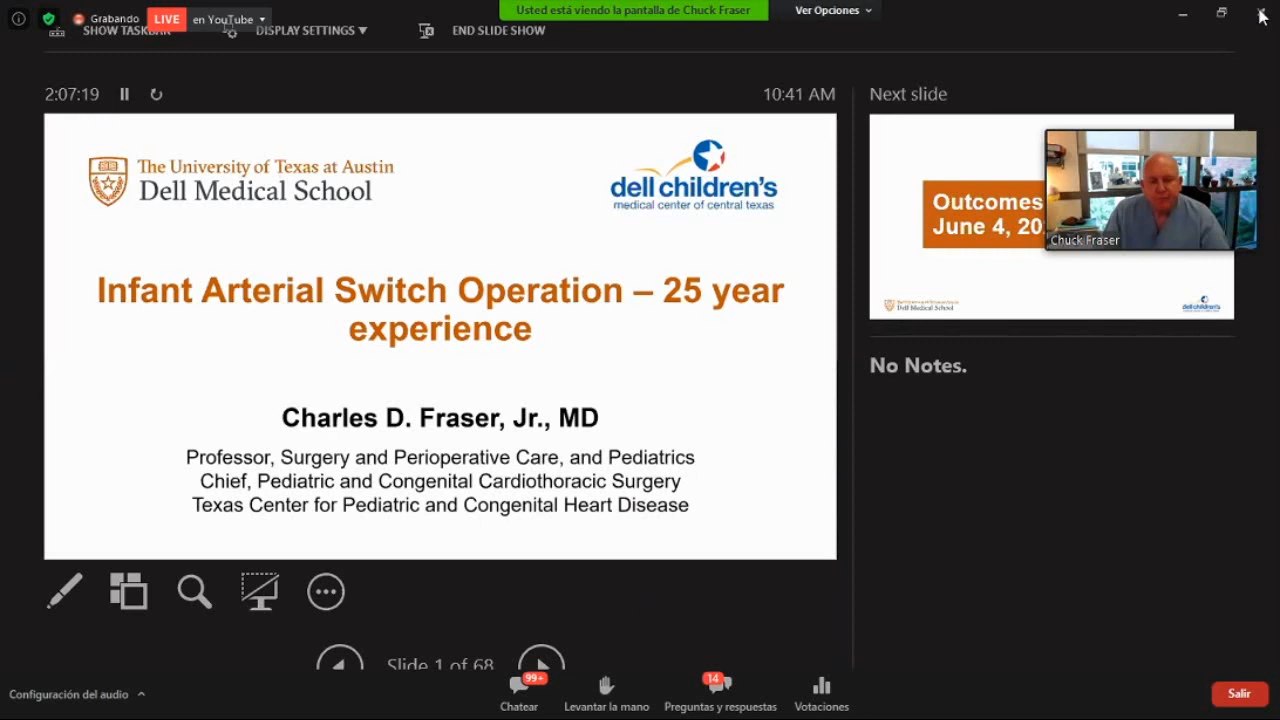 Grabando
LIVE
en YouTube
Usted está viendo la pantalla de Chuck Fraser
Ver Opciones
SHOW TASKBAR
DISPLAY SETTINGS
END SLIDE SHOW
2:07:19
10:41 AM
Next slide
The University of Texas at Austin
Dell Medical School
dell children's
medical center of central texas
Infant Arterial Switch Operation – 25 year
experience
Charles D. Fraser, Jr., MD
Professor, Surgery and Perioperative Care, and Pediatrics
Chief, Pediatric and Congenital Cardiothoracic Surgery
Texas Center for Pediatric and Congenital Heart Disease
Outcomes
June 4, 20
Chuck Fraser
Dell Medical School
dell children's
No Notes.
Slide 1 of 68
Configuración del audio
99+
Chatear
Levantar la mano
14
Preguntas y respuestas
Votaciones
Salir